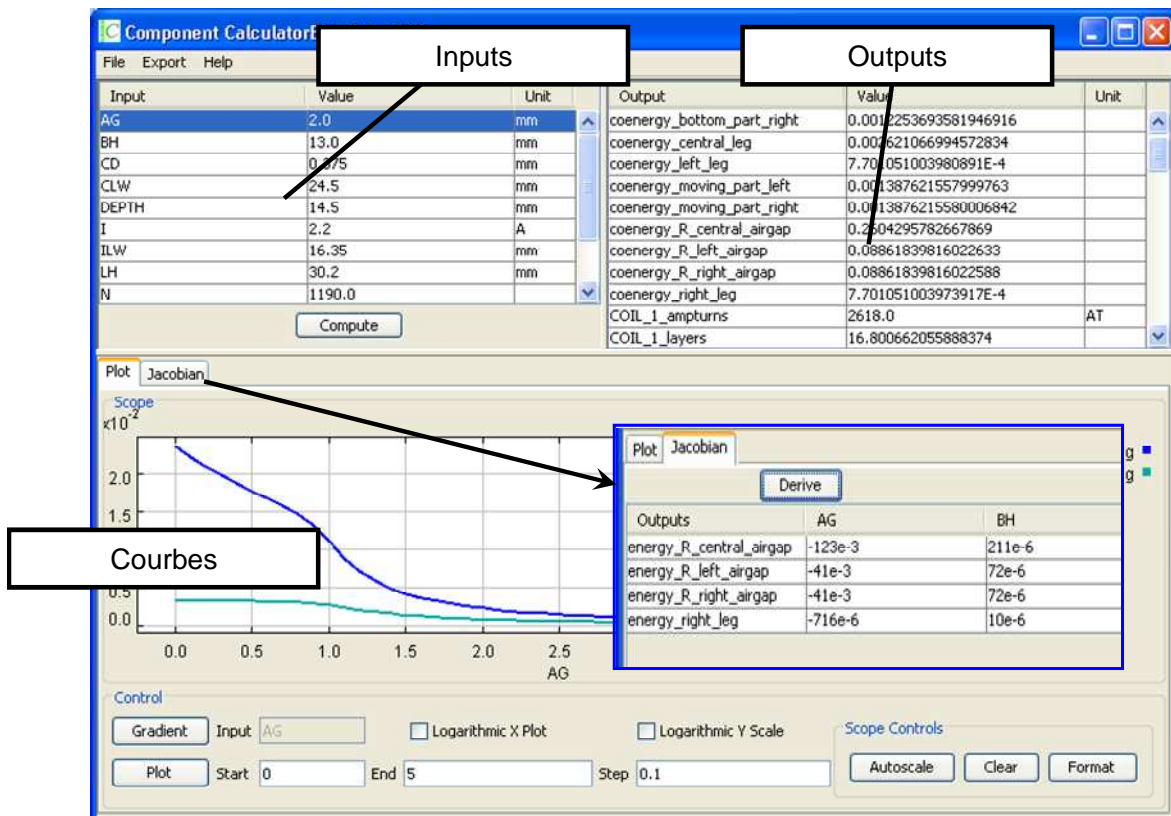 Component Calculator
Inputs
Outputs
File Export Help
Input Value Unit
AG 2.0 mm
BH 13.0 mm
CD 0.375 mm
CLW 24.5 mm
DEPTH 14.5 mm
I 2.2 A
ILW 16.35 mm
LH 30.2 mm
N 1190.0
Compute
Output Value Unit
coenergy_bottom_part_right 0.0012253693581946916
coenergy_central_leg 0.002621066994572834
coenergy_left_leg 7.701051003980891E-4
coenergy_moving_part_left 0.001387621557999763
coenergy_moving_part_right 0.0013876215580006842
coenergy_R_central_airgap 0.2604295782667869
coenergy_R_left_airgap 0.08861839816022633
coenergy_R_right_airgap 0.08861839816022588
coenergy_right_leg 7.701051003973917E-4
COIL_1_ampturns 2618.0 AT
COIL_1_layers 16.800662055888374
Plot Jacobian
Scope
x10-2
2.0
1.5
0.5
0.0
0.0 0.5 1.0 1.5 2.0 2.5
AG
g
g
Courbes
Plot Jacobian
Derive
Outputs AG BH
energy_R_central_airgap -123e-3 211e-6
energy_R_left_airgap -41e-3 72e-6
energy_R_right_airgap -41e-3 72e-6
energy_right_leg -716e-6 10e-6
Control
Gradient Input AG Logarithmic X Plot Logarithmic Y Scale
Plot Start 0 End 5 Step 0.1
Scope Controls
Autoscale Clear Format